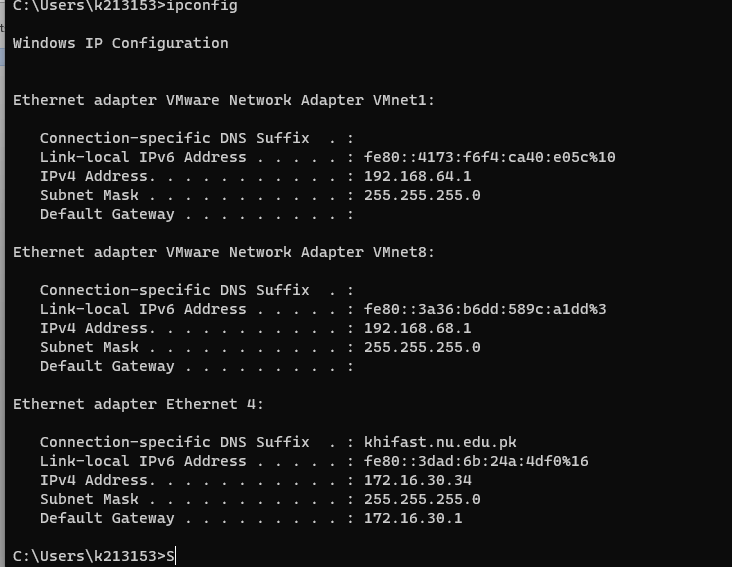 C:\Users\k213153>ipconfig
Windows IP Configuration
Ethernet adapter VMware Network Adapter VMnet1:
Connection-specific DNS Suffix  . :
Link-local IPv6 Address . . . . . : fe80::4173:f6f4:ca40:e05c%10
IPv4 Address. . . . . . . . . . . : 192.168.64.1
Subnet Mask . . . . . . . . . . . : 255.255.255.0
Default Gateway . . . . . . . . . :
Ethernet adapter VMware Network Adapter VMnet8:
Connection-specific DNS Suffix  . :
Link-local IPv6 Address . . . . . : fe80::3a36:b6dd:589c:a1dd%3
IPv4 Address. . . . . . . . . . . : 192.168.68.1
Subnet Mask . . . . . . . . . . . : 255.255.255.0
Default Gateway . . . . . . . . . :
Ethernet adapter Ethernet 4:
Connection-specific DNS Suffix  . : khifast.nu.edu.pk
Link-local IPv6 Address . . . . . : fe80::3dad:6b:24a:4df0%16
IPv4 Address. . . . . . . . . . . : 172.16.30.34
Subnet Mask . . . . . . . . . . . : 255.255.255.0
Default Gateway . . . . . . . . . : 172.16.30.1
C:\Users\k213153>S